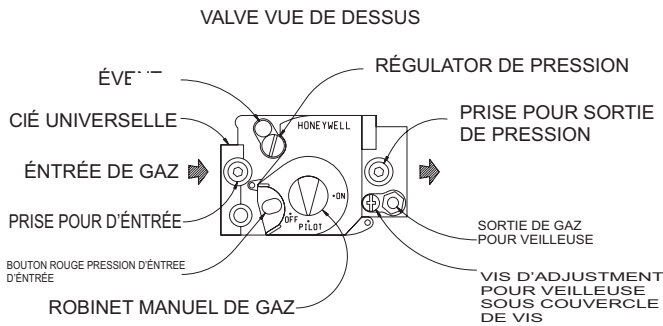 VALVE VUE DE DESSUS
RÉGULATOR DE PRESSION
CIÉ UNIVERSELLE
HONEYWELL
PRISE POUR SORTIE
DE PRESSION
ÉNTRÉE DE GAZ
•ON
PRISE POUR D'ÉNTRÉE
OFF
PILOT
SORTIE DE GAZ
POUR VEILLEUSE
BOUTON ROUGE PRESSION D'ÉNTREE
D'ÉNTRÉE
VIS D'ADJUSTMENT
POUR VEILLEUSE
SOUS COUVERCLE
DE VIS
ROBINET MANUEL DE GAZ